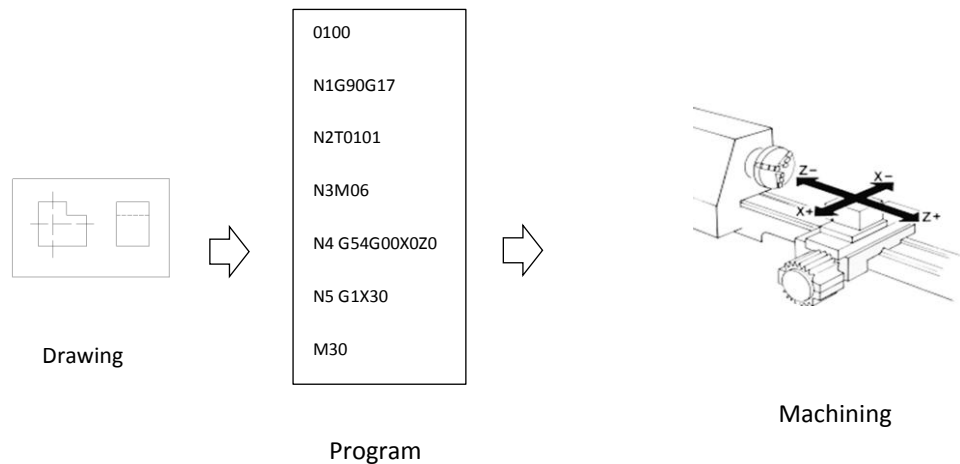 0100
N1G90G17
N2T0101
N3M06
N4 G54G00X0Z0
N5 G1X30
M30
Drawing
Program
Z-
X-
X+
Z+
Machining